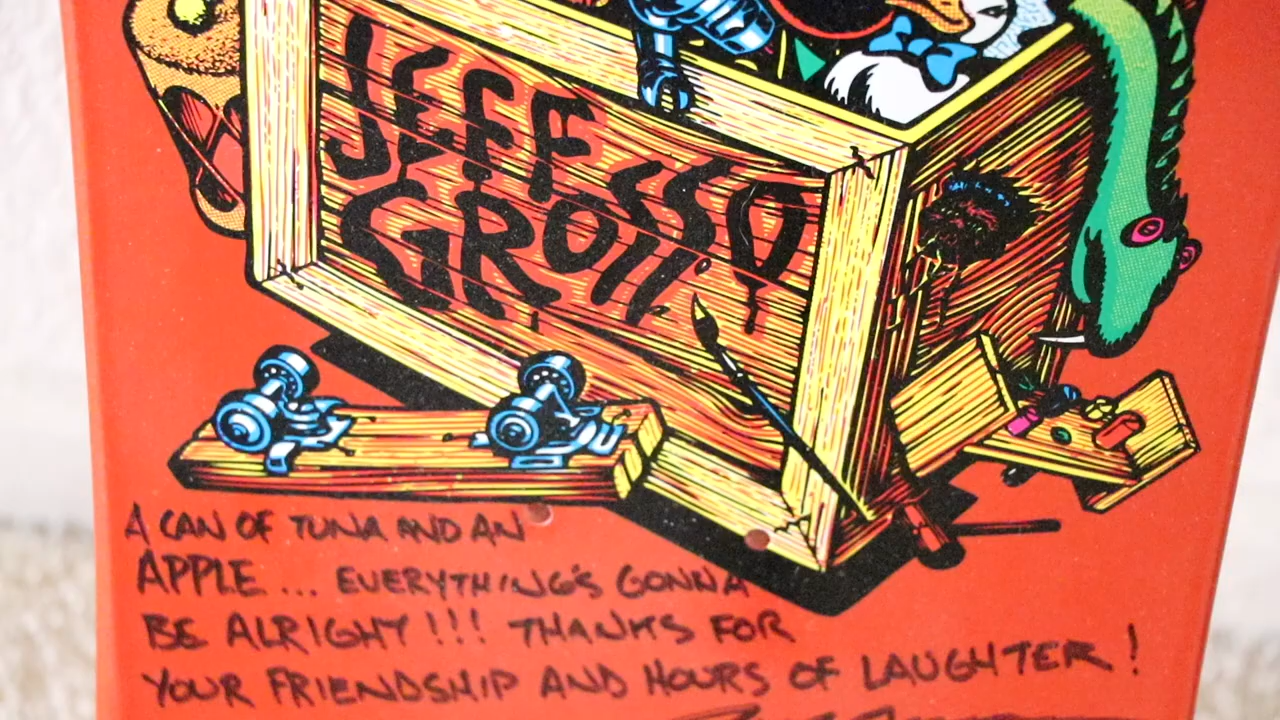 JEFF
GROSSO
A CAN OF TUNA AND AN
APPLE ... EVERYTHING'S GONNA
BE ALRIGHT!!! THANKS FOR
YOUR FRIENDSHIP AND HOURS OF LAUGHTER!